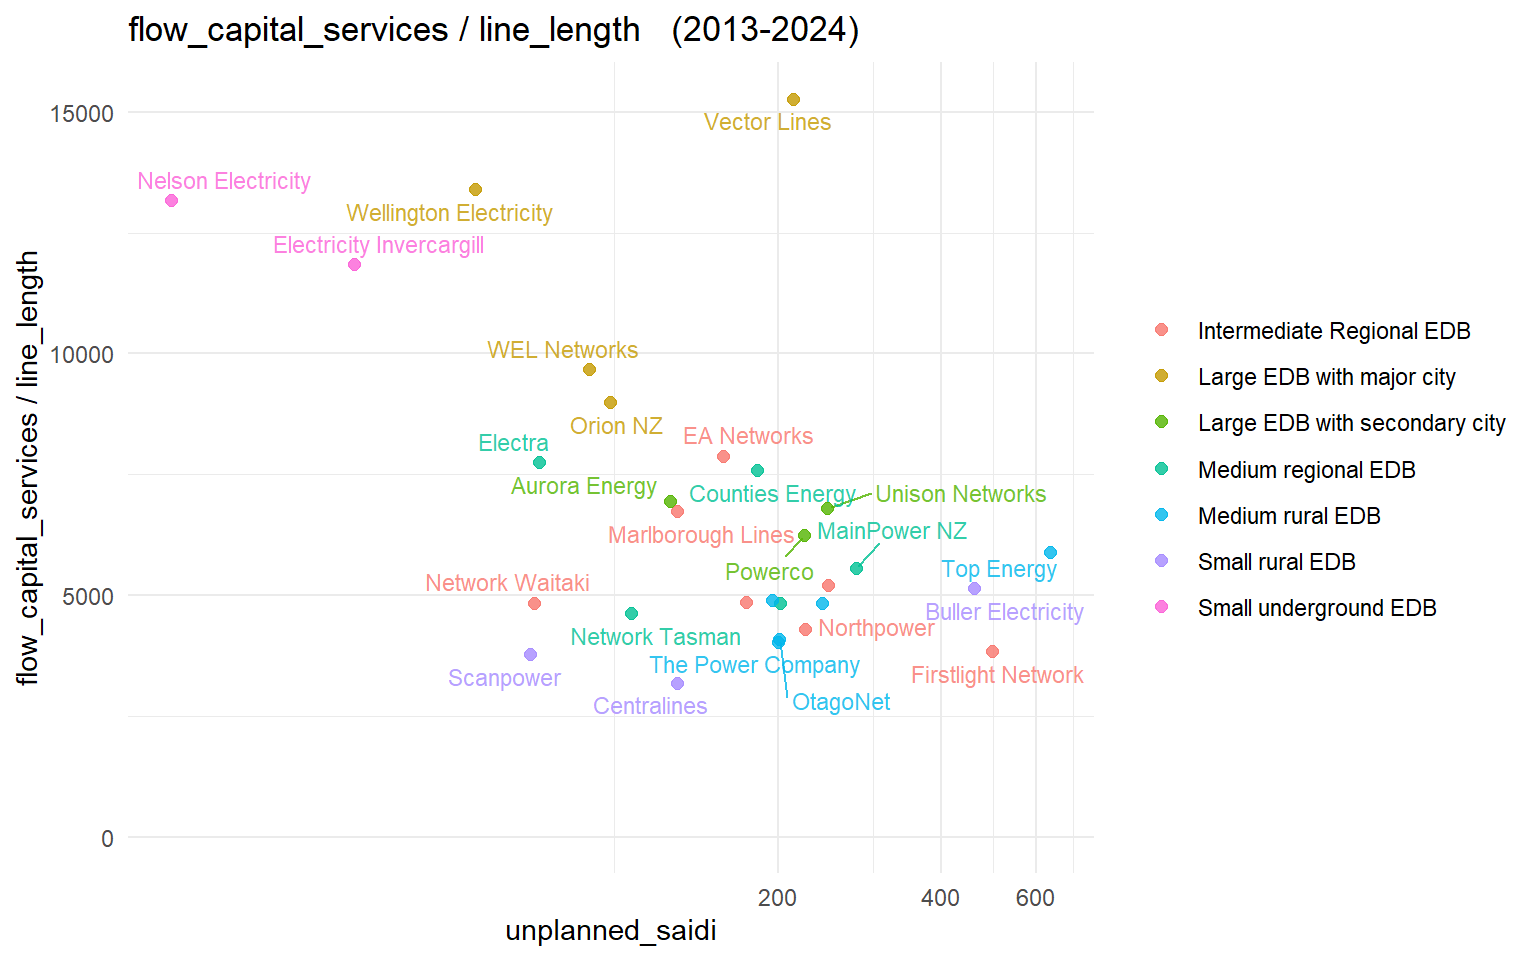 flow_capital_services / line_length   (2013-2024)
flow_capital_services / line_length
15000
10000
5000
0
Vector Lines
Nelson Electricity
Wellington Electricity
Electricity Invercargill
WEL Networks
Orion NZ
EA Networks
Electra
Aurora Energy
Counties Energy
Unison Networks
Marlborough Lines
MainPower NZ
Powerco
Top Energy
Network Waitaki
Buller Electricity
Northpower
Network Tasman
The Power Company
Firstlight Network
Scanpower
OtagoNet
Centralines
200
400
600
unplanned_saidi
Intermediate Regional EDB
Large EDB with major city
Large EDB with secondary city
Medium regional EDB
Medium rural EDB
Small rural EDB
Small underground EDB